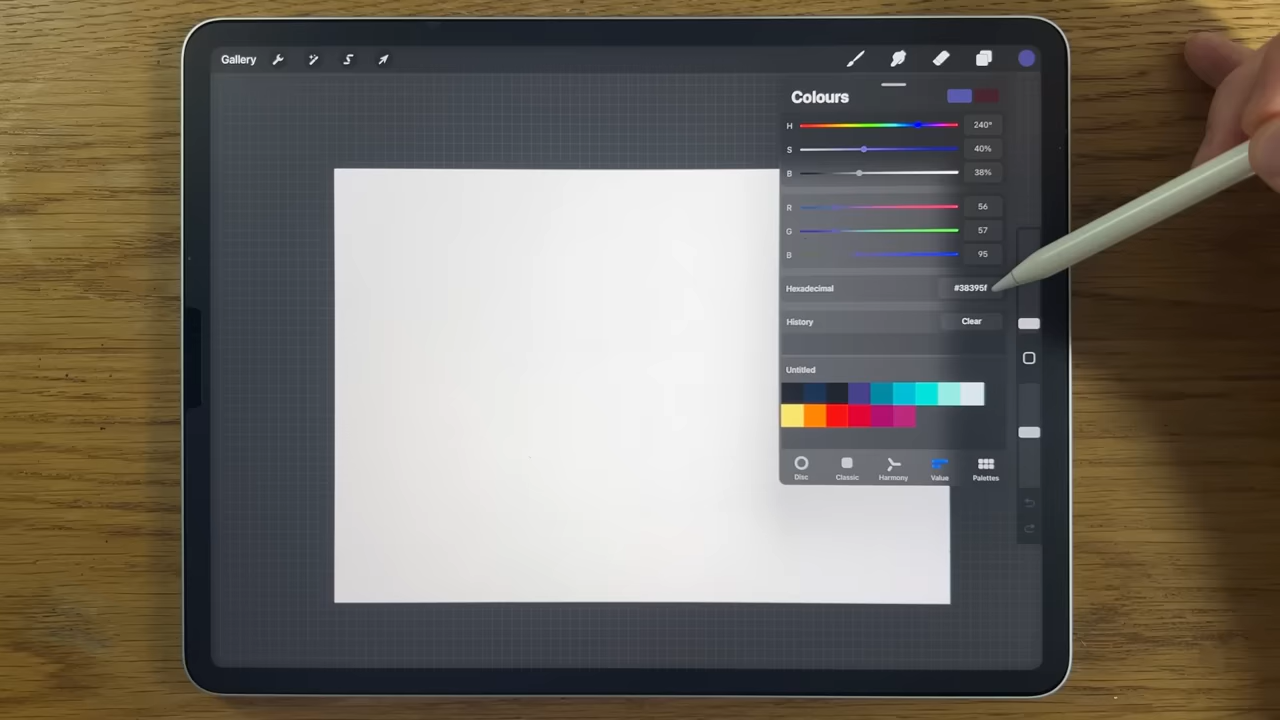 Gallery
Colours
H 240°
S 40%
B 38%
R 56
G 57
B 95
Hexadecimal #38395f
History Clear
Untitled
Disc Classic Harmony Value Palettes